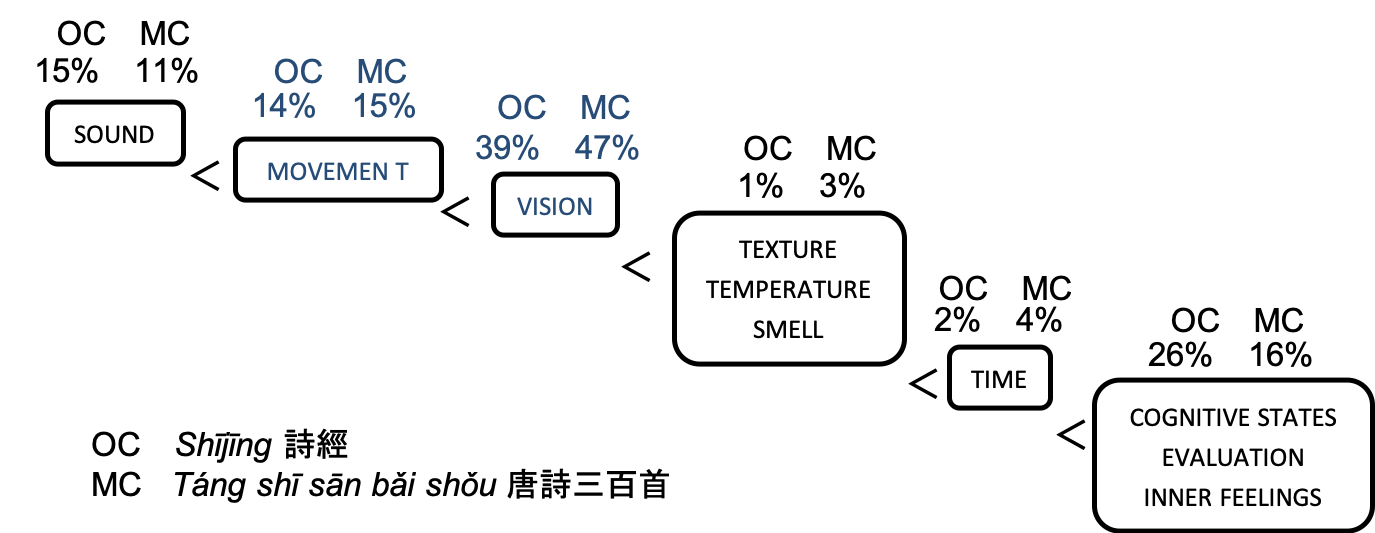 OC MC
15% 11%
SOUND
<
OC MC
14% 15%
MOVEMEN T
<
OC MC
39% 47%
VISION
<
OC MC
1% 3%
TEXTURE
TEMPERATURE
SMELL
<
OC MC
2% 4%
TIME
<
OC MC
26% 16%
COGNITIVE STATES
EVALUATION
INNER FEELINGS
OC Shījīng 詩經
MC Táng shī sān bǎi shǒu 唐詩三百首